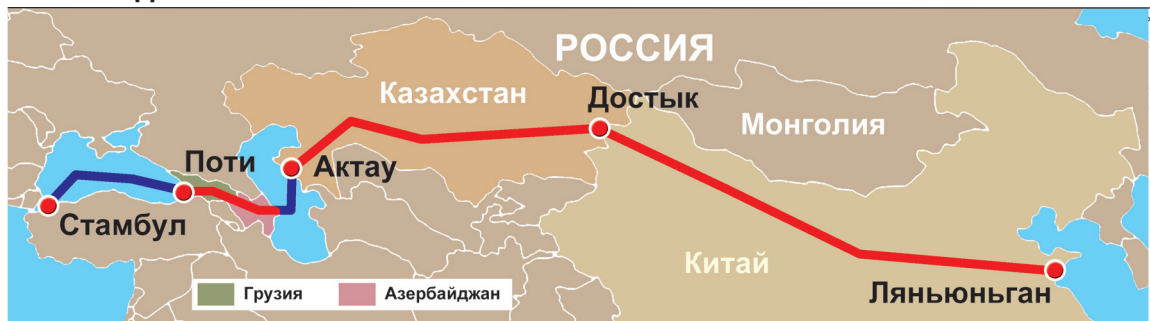 РОССИЯ
Казахстан
Достык
Монголия
Поти
Актау
Стамбул
Китай
Грузия
Азербайджан
Ляньюньган